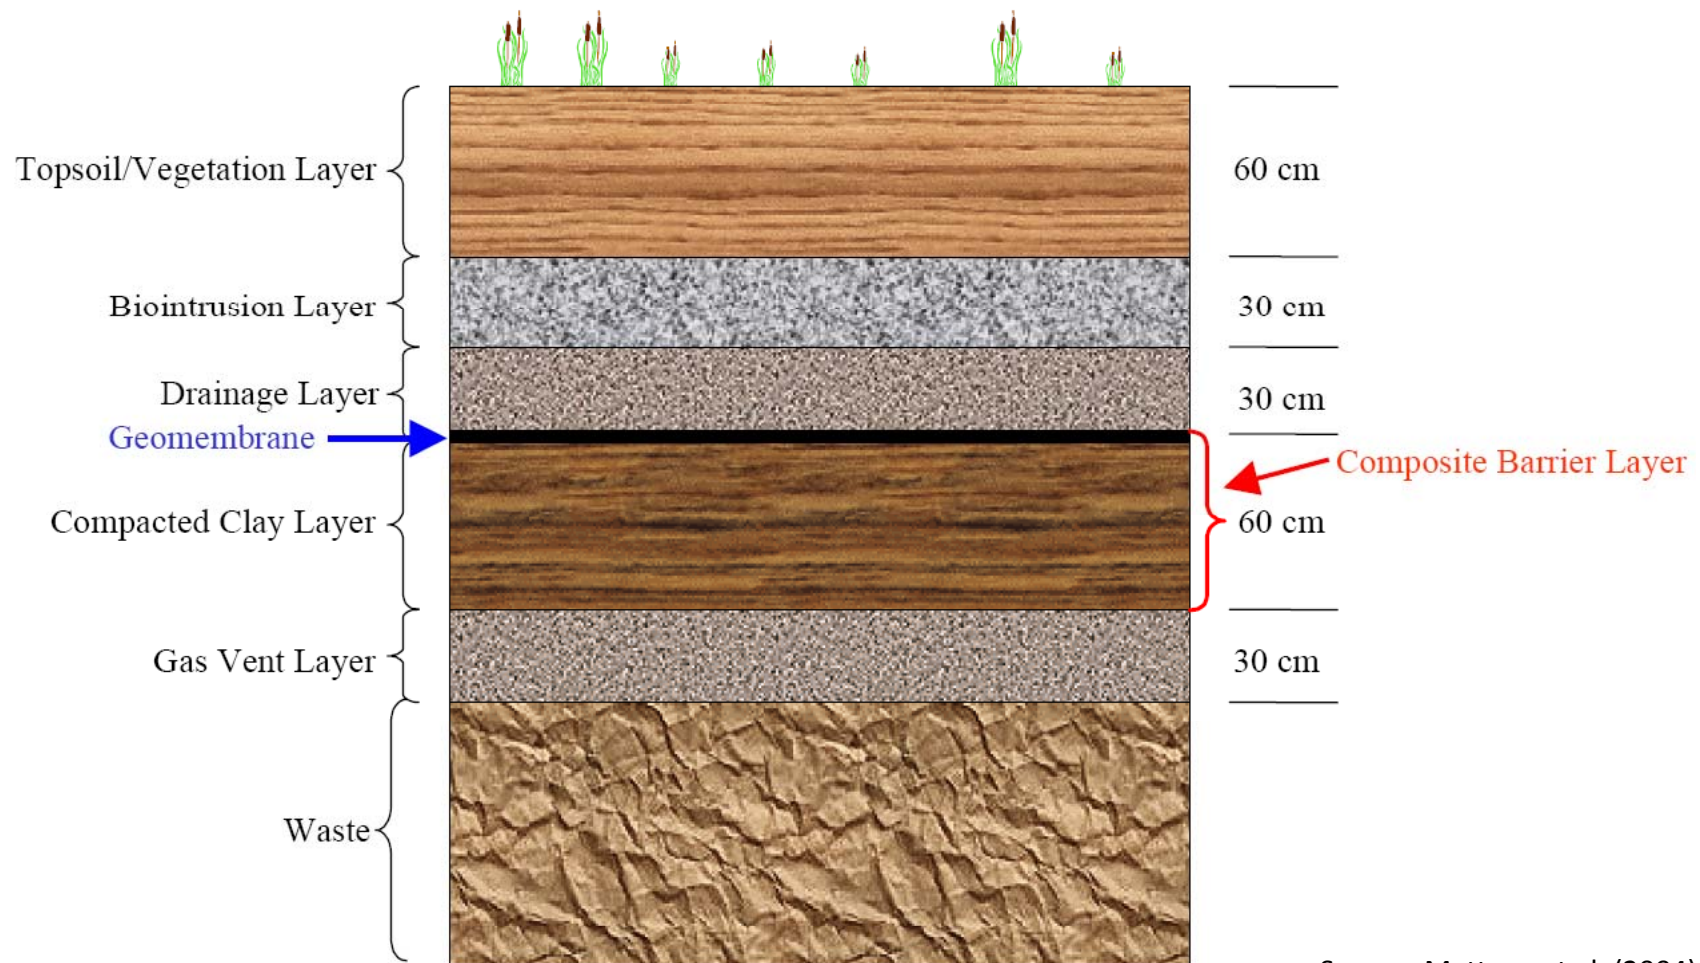 Topsoil/Vegetation Layer
60 cm
Biointrusion Layer
30 cm
Drainage Layer
30 cm
Geomembrane
Composite Barrier Layer
Compacted Clay Layer
60 cm
Gas Vent Layer
30 cm
Waste